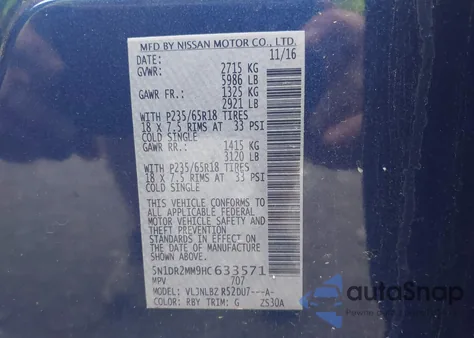 MFD BY NISSAN MOTOR CO., LTD.
DATE: 11/16
GVWR: 2715 KG
5986 LB
GAWR FR.: 1325 KG
2921 LB
WITH P235/65R18 TIRES
18 X 7.5 RIMS AT 33 PSI
COLD SINGLE
GAWR RR.: 1415 KG
3120 LB
WITH P235/65R18 TIRES
18 X 7.5 RIMS AT 33 PSI
COLD SINGLE
THIS VEHICLE CONFORMS TO
ALL APPLICABLE FEDERAL
MOTOR VEHICLE SAFETY
AND THEFT PREVENTION
STANDARDS IN EFFECT ON
THE DATE OF MANUFACTURE
SHOWN ABOVE.
5N1DR2MM9HC633571
MPV 707
MODEL: VLJNLBZ R52DU7---A-
COLOR: RBY TRIM: G 2530A
autoSnap